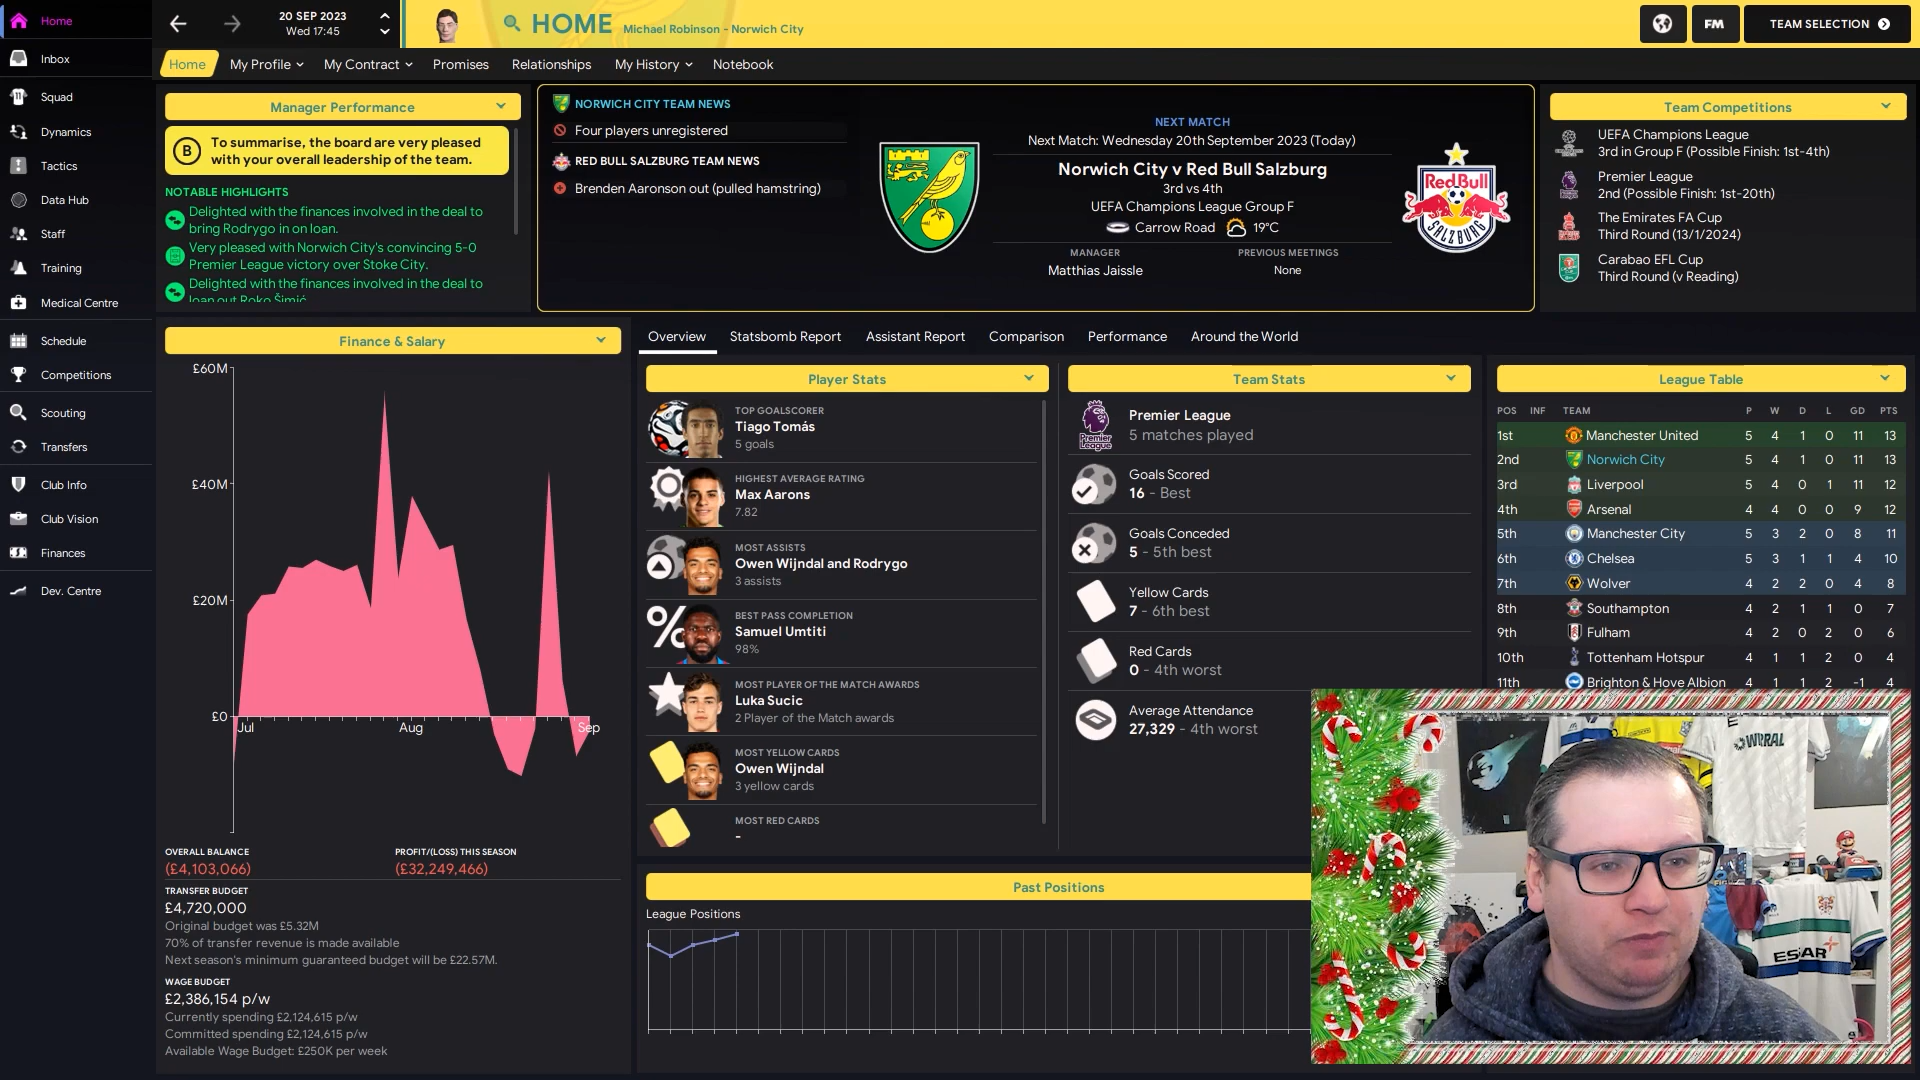 Home
Inbox
Squad
Dynamics
Tactics
Data Hub
Staff
Training
Medical Centre
Schedule
Competitions
Scouting
Transfers
Club Info
Club Vision
Finances
Dev. Centre
20 SEP 2023
Wed 17:45
HOME
Michael Robinson - Norwich City
FM
TEAM SELECTION
Home
My Profile
My Contract
Promises
Relationships
My History
Notebook
Manager Performance
B
To summarise, the board are very pleased
with your overall leadership of the team.
NOTABLE HIGHLIGHTS
Delighted with the finances involved in the deal to
bring Rodrygo in on loan.
Very pleased with Norwich City's convincing 5-0
Premier League victory over Stoke City.
Delighted with the finances involved in the deal to
loan out Roko Šimić.
NORWICH CITY TEAM NEWS
Four players unregistered
RED BULL SALZBURG TEAM NEWS
Brenden Aaronson out (pulled hamstring)
NEXT MATCH
Next Match: Wednesday 20th September 2023 (Today)
Norwich City v Red Bull Salzburg
3rd vs 4th
UEFA Champions League Group F
Carrow Road 19°C
MANAGER
Matthias Jaissle
PREVIOUS MEETINGS
None
Red Bull
SALZBURG
Team Competitions
UEFA Champions League
3rd in Group F (Possible Finish: 1st-4th)
Premier League
2nd (Possible Finish: 1st-20th)
The Emirates FA Cup
Third Round (13/1/2024)
Carabao EFL Cup
Third Round (v Reading)
Finance & Salary
£60M
£40M
£20M
£0
Jul
Aug
Sep
OVERALL BALANCE
(£4,103,066)
PROFIT/(LOSS) THIS SEASON
(£32,249,466)
TRANSFER BUDGET
£4,720,000
Original budget was £5.32M
70% of transfer revenue is made available
Next season's minimum guaranteed budget will be £22.57M.
WAGE BUDGET
£2,386,154 p/w
Currently spending £2,124,615 p/w
Committed spending £2,124,615 p/w
Available Wage Budget: £250K per week
Overview
Statsbomb Report
Assistant Report
Comparison
Performance
Around the World
Player Stats
TOP GOALSCORER
Tiago Tomás
5 goals
HIGHEST AVERAGE RATING
Max Aarons
7.82
MOST ASSISTS
Owen Wijndal and Rodrygo
3 assists
BEST PASS COMPLETION
Samuel Umtiti
98%
MOST PLAYER OF THE MATCH AWARDS
Luka Sucic
2 Player of the Match awards
MOST YELLOW CARDS
Owen Wijndal
3 yellow cards
MOST RED CARDS
-
Team Stats
Premier League
5 matches played
Goals Scored
16 - Best
Goals Conceded
5 - 5th best
Yellow Cards
7 - 6th best
Red Cards
0 - 4th worst
Average Attendance
27,329 - 4th worst
League Table
POS INF TEAM P W D L GD PTS
1st Manchester United 5 4 1 0 11 13
2nd Norwich City 5 4 1 0 11 13
3rd Liverpool 5 4 0 1 11 12
4th Arsenal 4 4 0 0 9 12
5th Manchester City 5 3 2 0 8 11
6th Chelsea 5 3 1 1 4 10
7th Wolver 4 2 2 0 4 8
8th Southampton 4 2 1 1 0 7
9th Fulham 4 2 0 2 0 6
10th Tottenham Hotspur 4 1 1 2 0 4
11th Brighton & Hove Albion 4 1 1 2 -1 4
Past Positions
League Positions
WIRRAL